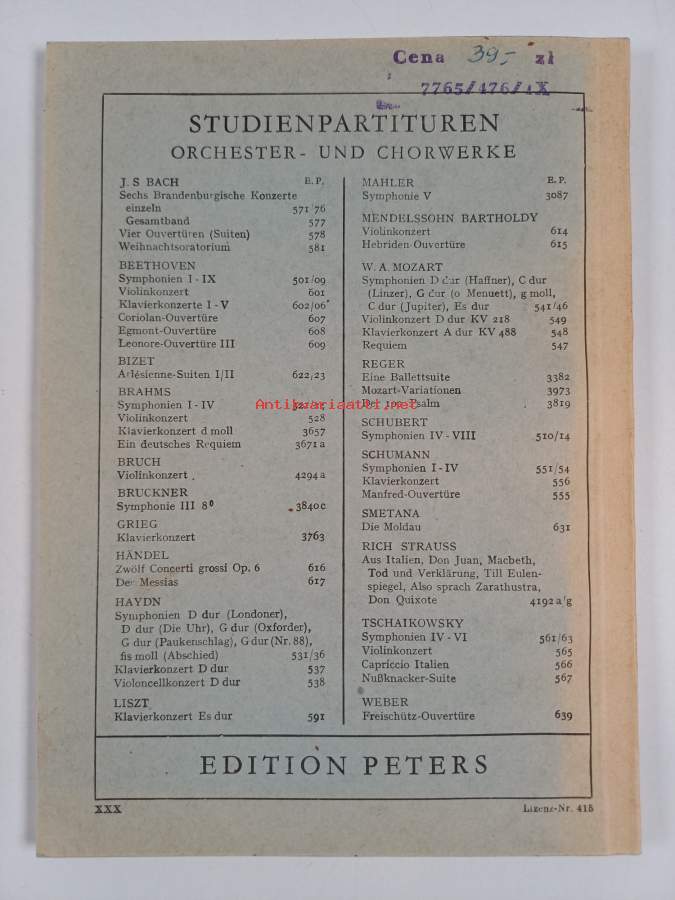 Cena 39,- zł
7765/476/1X
STUDIENPARTITUREN
ORCHESTER- UND CHORWERKE
J. S BACH E. P.
Sechs Brandenburgische Konzerte
einzeln 571/76
Gesamtband 577
Vier Ouvertüren (Suiten) 578
Weihnachtsoratorium 581
BEETHOVEN
Symphonien I - IX 501/09
Violinkonzert 601
Klavierkonzerte I - V 602/06
Coriolan-Ouvertüre 607
Egmont-Ouvertüre 608
Leonore-Ouvertüre III 609
BIZET
Arlésienne-Suiten I/II 622/23
BRAHMS
Symphonien I - IV
Violinkonzert 528
Klavierkonzert d moll 3657
Ein deutsches Requiem 3671a
BRUCH
Violinkonzert 4294a
BRUCKNER
Symphonie III 8° 3840c
GRIEG
Klavierkonzert 3763
HÄNDEL
Zwölf Concerti grossi Op. 6 616
Der Messias 617
HAYDN
Symphonien D dur (Londoner),
D dur (Die Uhr), G dur (Oxforder),
G dur (Paukenschlag), G dur (Nr. 88),
fis moll (Abschied) 531/36
Klavierkonzert D dur 537
Violoncellkonzert D dur 538
LISZT
Klavierkonzert Es dur 591
MAHLER E. P.
Symphonie V 3087
MENDELSSOHN BARTHOLDY
Violinkonzert 614
Hebriden-Ouvertüre 615
W. A. MOZART
Symphonien D dur (Haffner), C dur
(Linzer), G dur (o Menuett), g moll,
C dur (Jupiter), Es dur 541/46
Violinkonzert D dur KV 218 549
Klavierkonzert A dur KV 488 548
Requiem 547
REGER
Eine Ballettsuite 3382
Mozart-Variationen 3973
Der 100. Psalm 3819
SCHUBERT
Symphonien IV - VIII 510/14
SCHUMANN
Symphonien I - IV 551/54
Klavierkonzert 556
Manfred-Ouvertüre 555
SMETANA
Die Moldau 631
RICH STRAUSS
Aus Italien, Don Juan, Macbeth,
Tod und Verklärung, Till Eulen-
spiegel, Also sprach Zarathustra,
Don Quixote 4192a/g
TSCHAIKOWSKY
Symphonien IV - VI 561/63
Violinkonzert 565
Capriccio Italien 566
Nußknacker-Suite 567
WEBER
Freischütz-Ouvertüre 639
Antikvariaatti.net
EDITION PETERS
XXX Lizenz-Nr. 415